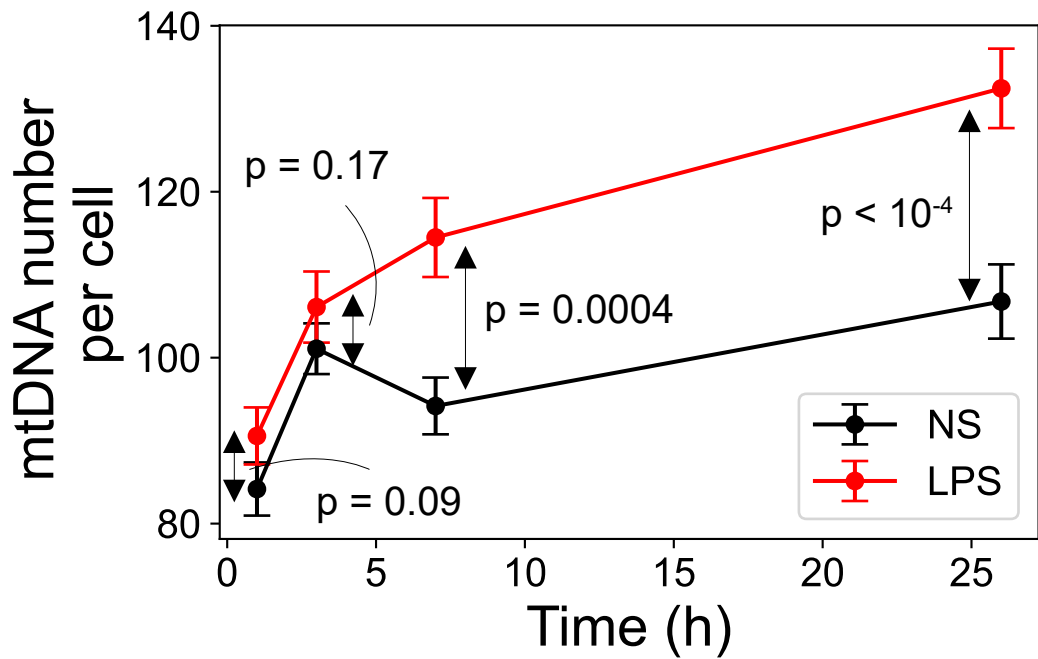 mtDNA number
per cell
140
120
100
80
p = 0.17
p < 10-4
p = 0.0004
p = 0.09
NS
LPS
0 5 10 15 20 25
Time (h)